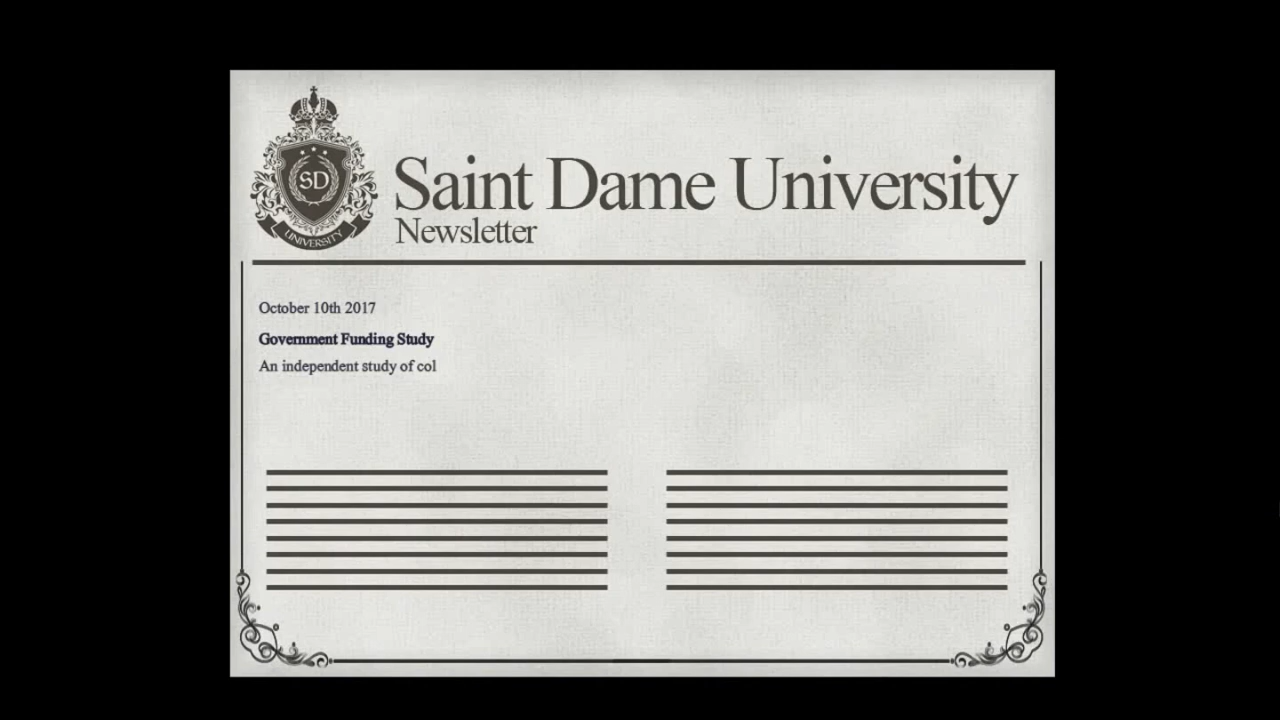 SD
UNIVERSITY
Saint Dame University
Newsletter
October 10th 2017
Government Funding Study
An independent study of col